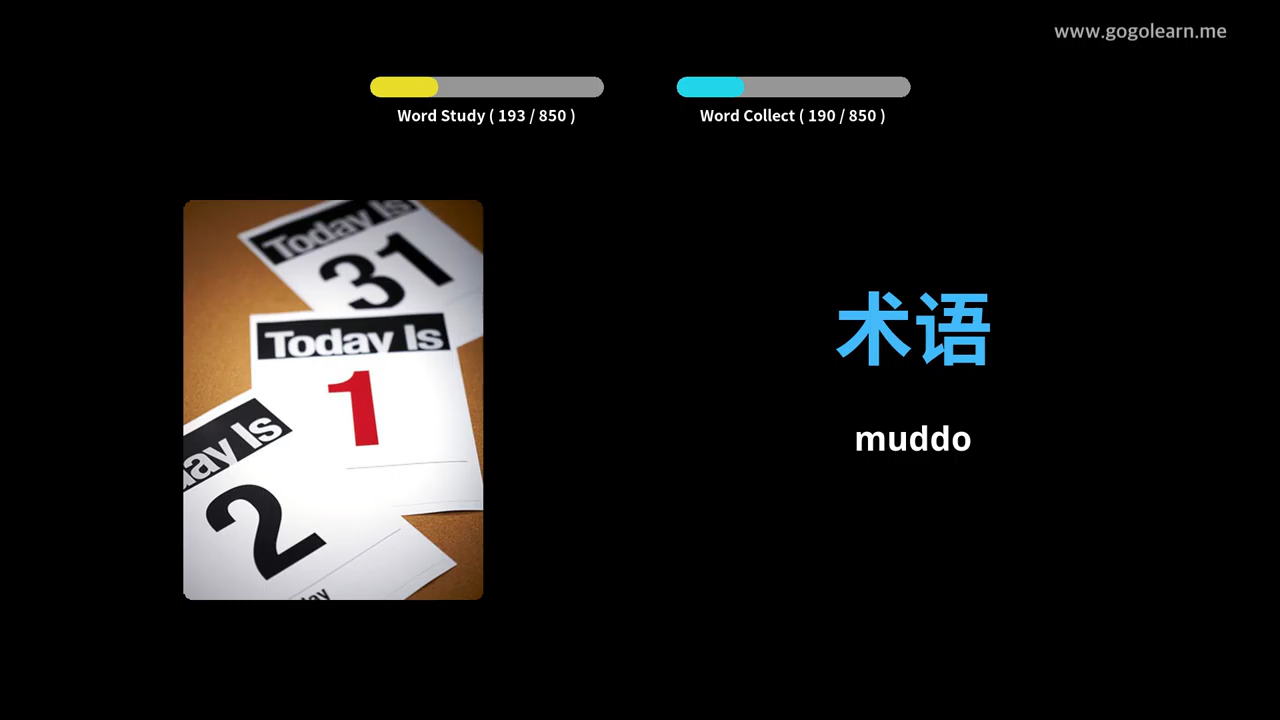 www.gogolearn.me
Word Study ( 193 / 850 )
Word Collect ( 190 / 850 )
Today Is
31
Today Is
1
ay Is
2
术语
muddo